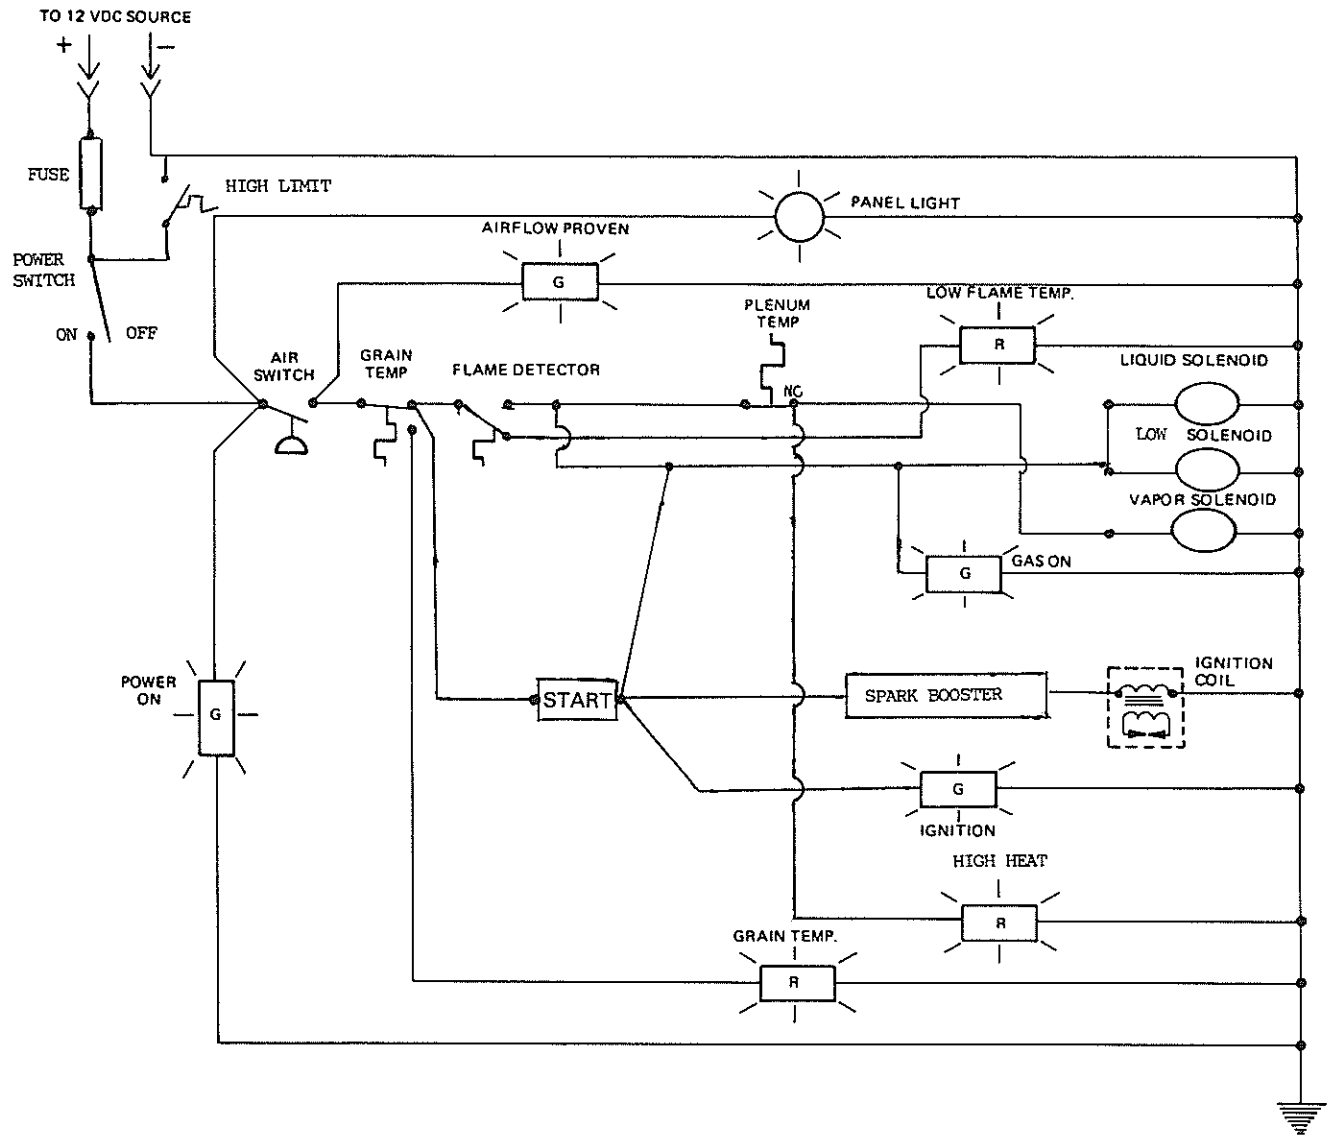 TO 12 VDC SOURCE
+ −
FUSE
HIGH LIMIT
PANEL LIGHT
AIRFLOW PROVEN
G
POWER
SWITCH
ON OFF
LOW FLAME TEMP.
R
PLENUM
TEMP
NC
AIR
SWITCH
GRAIN
TEMP
FLAME DETECTOR
LIQUID SOLENOID
LOW SOLENOID
VAPOR SOLENOID
G
GAS ON
POWER
ON
G
START
SPARK BOOSTER
IGNITION
COIL
G
IGNITION
HIGH HEAT
R
GRAIN TEMP.
R